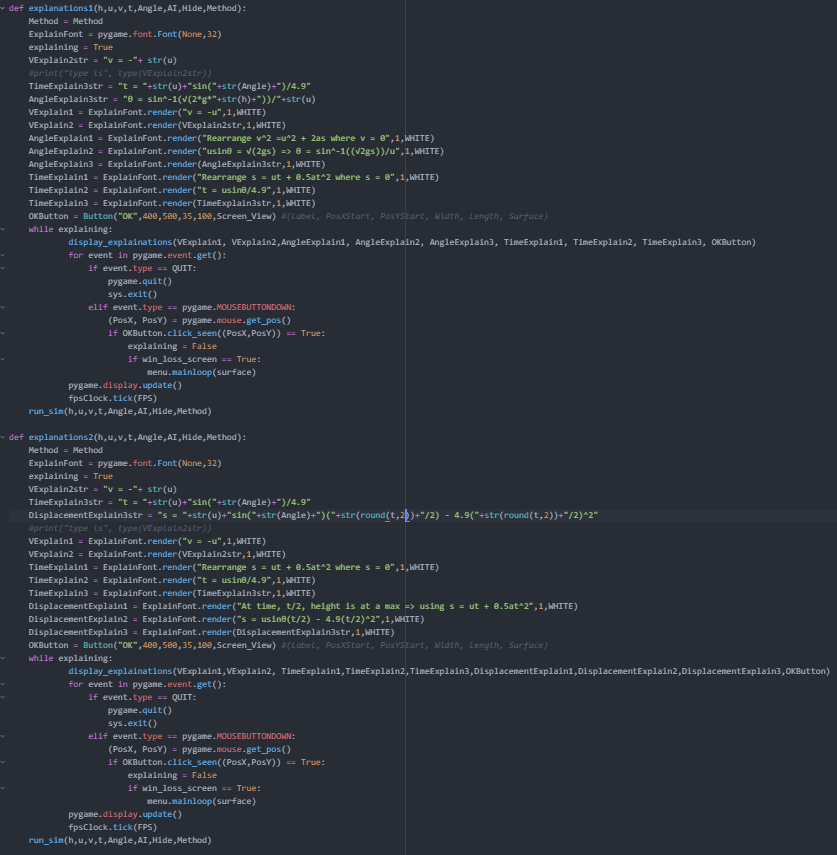 def explanations1(h,u,v,t,Angle,AI,Hide,Method):
    Method = Method
    ExplainFont = pygame.font.Font(None,32)
    explaining = True
    VExplain2str = "v = -"+ str(u)
    #print("type is", type(VExplain2str))
    TimeExplain3str = "t = "+str(u)+"sin("+str(Angle)+")/4.9"
    AngleExplain3str = "θ = sin^-1(√(2*g*"+str(h)+"))/"+str(u)
    VExplain1 = ExplainFont.render("v = -u",1,WHITE)
    VExplain2 = ExplainFont.render(VExplain2str,1,WHITE)
    AngleExplain1 = ExplainFont.render("Rearrange v^2 =u^2 + 2as where v = 0",1,WHITE)
    AngleExplain2 = ExplainFont.render("usinθ = √(2gs) => θ = sin^-1((√2gs))/u",1,WHITE)
    AngleExplain3 = ExplainFont.render(AngleExplain3str,1,WHITE)
    TimeExplain1 = ExplainFont.render("Rearrange s = ut + 0.5at^2 where s = 0",1,WHITE)
    TimeExplain2 = ExplainFont.render("t = usinθ/4.9",1,WHITE)
    TimeExplain3 = ExplainFont.render(TimeExplain3str,1,WHITE)
    OKButton = Button("OK",400,500,35,100,Screen_View) #(Label, PosXStart, PosYStart, Width, Length, Surface)
    while explaining:
            display_explainations(VExplain1, VExplain2,AngleExplain1, AngleExplain2, AngleExplain3, TimeExplain1, TimeExplain2, TimeExplain3, OKButton)
            for event in pygame.event.get():
                if event.type == QUIT:
                    pygame.quit()
                    sys.exit()
                elif event.type == pygame.MOUSEBUTTONDOWN:
                    (PosX, PosY) = pygame.mouse.get_pos()
                    if OKButton.click_seen((PosX,PosY)) == True:
                        explaining = False
                        if win_loss_screen == True:
                            menu.mainloop(surface)
            pygame.display.update()
            fpsClock.tick(FPS)
    run_sim(h,u,v,t,Angle,AI,Hide,Method)
def explanations2(h,u,v,t,Angle,AI,Hide,Method):
    Method = Method
    ExplainFont = pygame.font.Font(None,32)
    explaining = True
    VExplain2str = "v = -"+ str(u)
    TimeExplain3str = "t = "+str(u)+"sin("+str(Angle)+")/4.9"
    DisplacementExplain3str = "s = "+str(u)+"sin("+str(Angle)+")("+str(round(t,2))+"/2) - 4.9("+str(round(t,2))+"/2)^2"
    #print("type is", type(VExplain2str))
    VExplain1 = ExplainFont.render("v = -u",1,WHITE)
    VExplain2 = ExplainFont.render(VExplain2str,1,WHITE)
    TimeExplain1 = ExplainFont.render("Rearrange s = ut + 0.5at^2 where s = 0",1,WHITE)
    TimeExplain2 = ExplainFont.render("t = usinθ/4.9",1,WHITE)
    TimeExplain3 = ExplainFont.render(TimeExplain3str,1,WHITE)
    DisplacementExplain1 = ExplainFont.render("At time, t/2, height is at a max => using s = ut + 0.5at^2",1,WHITE)
    DisplacementExplain2 = ExplainFont.render("s = usinθ(t/2) - 4.9(t/2)^2",1,WHITE)
    DisplacementExplain3 = ExplainFont.render(DisplacementExplain3str,1,WHITE)
    OKButton = Button("OK",400,500,35,100,Screen_View) #(Label, PosXStart, PosYStart, Width, Length, Surface)
    while explaining:
            display_explainations(VExplain1,VExplain2, TimeExplain1,TimeExplain2,TimeExplain3,DisplacementExplain1,DisplacementExplain2,DisplacementExplain3,OKButton)
            for event in pygame.event.get():
                if event.type == QUIT:
                    pygame.quit()
                    sys.exit()
                elif event.type == pygame.MOUSEBUTTONDOWN:
                    (PosX, PosY) = pygame.mouse.get_pos()
                    if OKButton.click_seen((PosX,PosY)) == True:
                        explaining = False
                        if win_loss_screen == True:
                            menu.mainloop(surface)
            pygame.display.update()
            fpsClock.tick(FPS)
    run_sim(h,u,v,t,Angle,AI,Hide,Method)